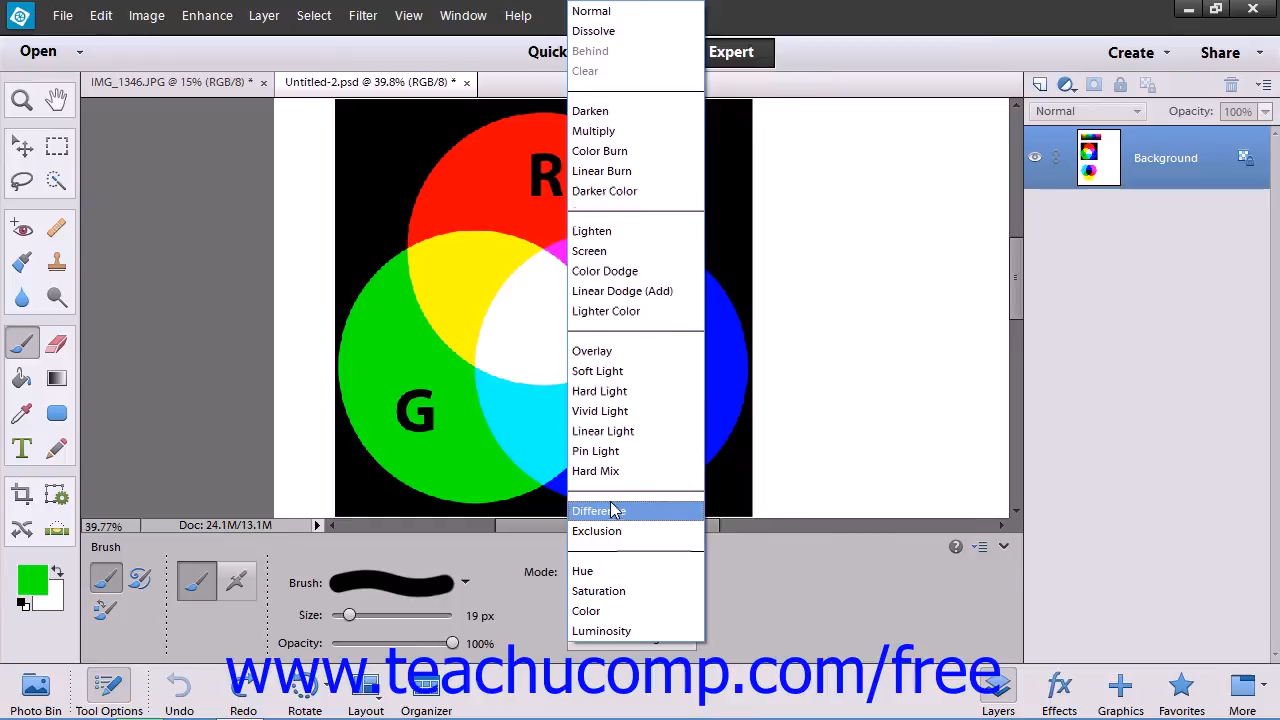 File Edit Image Enhance Layer Select Filter View Window Help
Open
Quick
Expert
Create
Share
IMG_1346.JPG @ 15% (RGB/8) *
Untitled-2.psd @ 39.8% (RGB/8) *
Normal
Dissolve
Behind
Clear
Darken
Multiply
Color Burn
Linear Burn
Darker Color
Lighten
Screen
Color Dodge
Linear Dodge (Add)
Lighter Color
Overlay
Soft Light
Hard Light
Vivid Light
Linear Light
Pin Light
Hard Mix
Difference
Exclusion
Hue
Saturation
Color
Luminosity
R
G
Normal
Opacity: 100%
Background
39.77%
Doc: 24.1M/13.1M
Brush
Brush:
Size:
19 px
Opacity:
100%
Mode:
www.teachucomp.com/free
Photo Bin
Tool Options
Undo
Redo
Rotate
Layout
Organizer
Layers
Effects
Graphics
Favorites
More